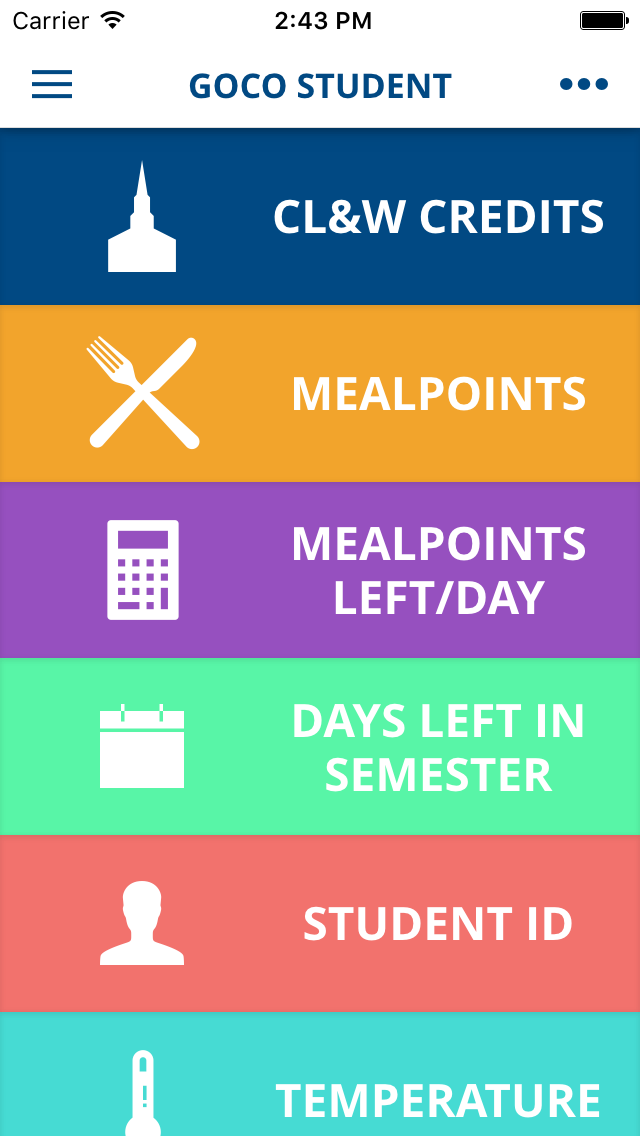 Carrier 2:43 PM
GOCO STUDENT
CL&W CREDITS
MEALPOINTS
MEALPOINTS
LEFT/DAY
DAYS LEFT IN
SEMESTER
STUDENT ID
TEMPERATURE